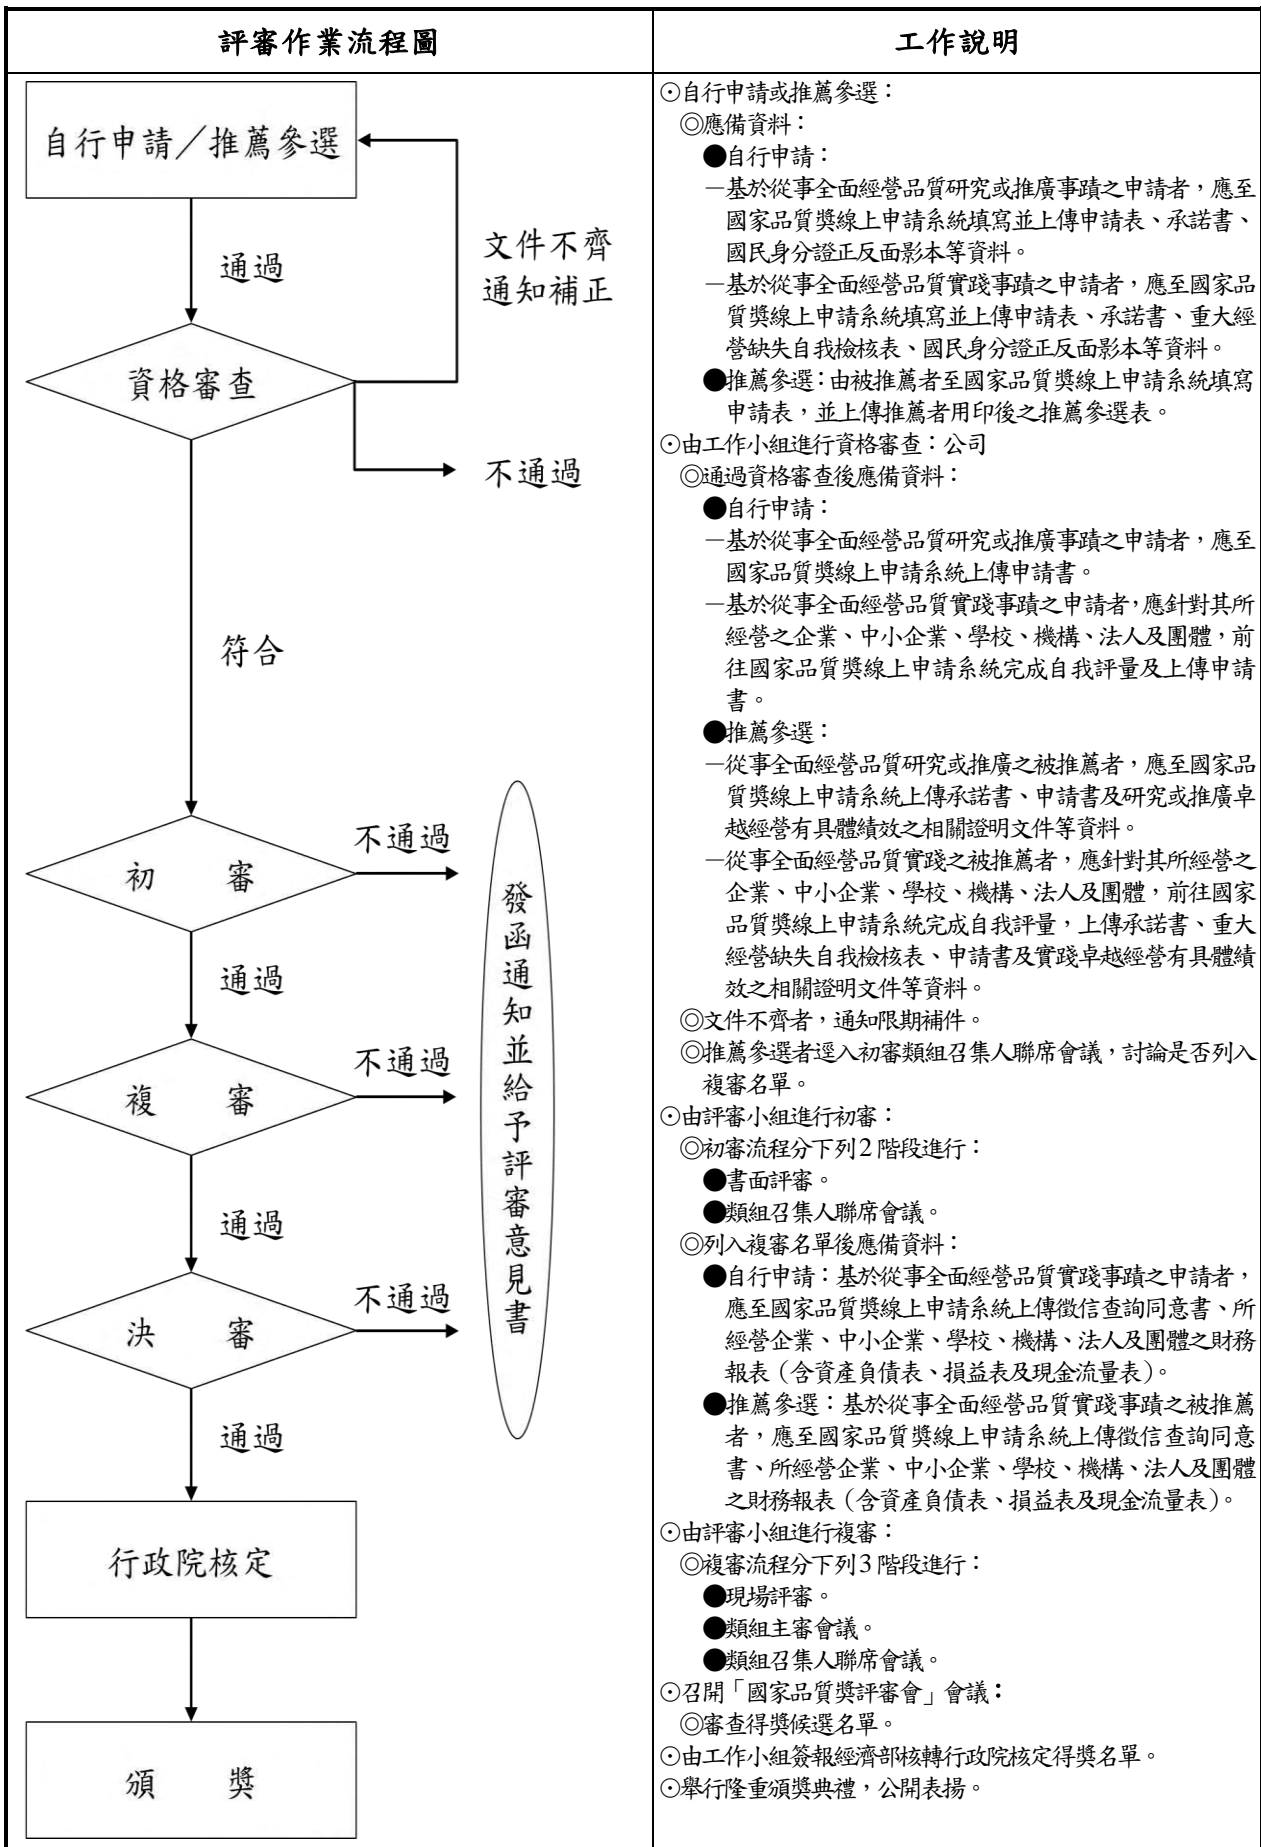 評審作業流程圖
工作說明
自行申請／推薦參選
通過
文件不齊
通知補正
資格審查
不通過
符合
不通過
初　審
通過
不通過
複　審
通過
不通過
決　審
通過
發函通知並給予評審意見書
行政院核定
頒　獎
⊙自行申請或推薦參選：
◎應備資料：
●自行申請：
－基於從事全面經營品質研究或推廣事蹟之申請者，應至
國家品質獎線上申請系統填寫並上傳申請表、承諾書、
國民身分證正反面影本等資料。
－基於從事全面經營品質實踐事蹟之申請者，應至國家品
質獎線上申請系統填寫並上傳申請表、承諾書、重大經
營缺失自我檢核表、國民身分證正反面影本等資料。
●推薦參選：由被推薦者至國家品質獎線上申請系統填寫
申請表，並上傳推薦者用印後之推薦參選表。
⊙由工作小組進行資格審查：公司
◎通過資格審查後應備資料：
●自行申請：
－基於從事全面經營品質研究或推廣事蹟之申請者，應至
國家品質獎線上申請系統上傳申請書。
－基於從事全面經營品質實踐事蹟之申請者，應針對其所
經營之企業、中小企業、學校、機構、法人及團體，前
往國家品質獎線上申請系統完成自我評量及上傳申請
書。
●推薦參選：
－從事全面經營品質研究或推廣之被推薦者，應至國家品
質獎線上申請系統上傳承諾書、申請書及研究或推廣卓
越經營有具體績效之相關證明文件等資料。
－從事全面經營品質實踐之被推薦者，應針對其所經營之
企業、中小企業、學校、機構、法人及團體，前往國家
品質獎線上申請系統完成自我評量，上傳承諾書、重大
經營缺失自我檢核表、申請書及實踐卓越經營有具體績
效之相關證明文件等資料。
◎文件不齊者，通知限期補件。
◎推薦參選者逕入初審類組召集人聯席會議，討論是否列入
複審名單。
⊙由評審小組進行初審：
◎初審流程分下列2階段進行：
●書面評審。
●類組召集人聯席會議。
◎列入複審名單後應備資料：
●自行申請：基於從事全面經營品質實踐事蹟之申請者，
應至國家品質獎線上申請系統上傳徵信查詢同意書、所
經營企業、中小企業、學校、機構、法人及團體之財務
報表（含資產負債表、損益表及現金流量表）。
●推薦參選：基於從事全面經營品質實踐事蹟之被推薦
者，應至國家品質獎線上申請系統上傳徵信查詢同意
書、所經營企業、中小企業、學校、機構、法人及團體
之財務報表（含資產負債表、損益表及現金流量表）。
⊙由評審小組進行複審：
◎複審流程分下列3階段進行：
●現場評審。
●類組主審會議。
●類組召集人聯席會議。
⊙召開「國家品質獎評審會」會議：
◎審查得獎候選名單。
⊙由工作小組簽報經濟部核轉行政院核定得獎名單。
⊙舉行隆重頒獎典禮，公開表揚。